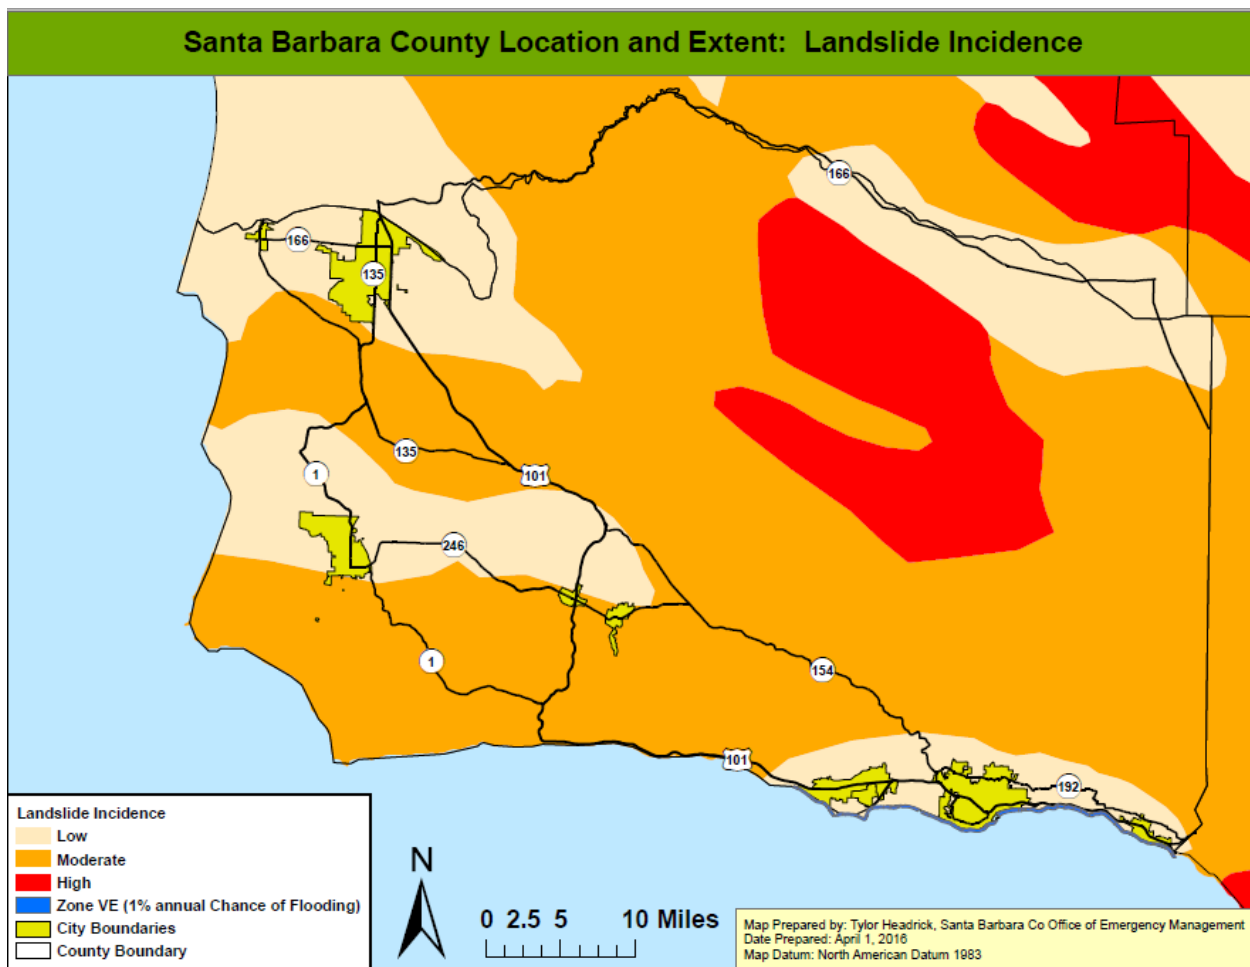 Santa Barbara County Location and Extent: Landslide Incidence
166
166
135
135
101
1
246
1
154
101
192
Landslide Incidence
Low
Moderate
High
Zone VE (1% annual Chance of Flooding)
City Boundaries
County Boundary
N
0 2.5 5 10 Miles
Map Prepared by: Tylor Headrick, Santa Barbara Co Office of Emergency Management
Date Prepared: April 1, 2016
Map Datum: North American Datum 1983